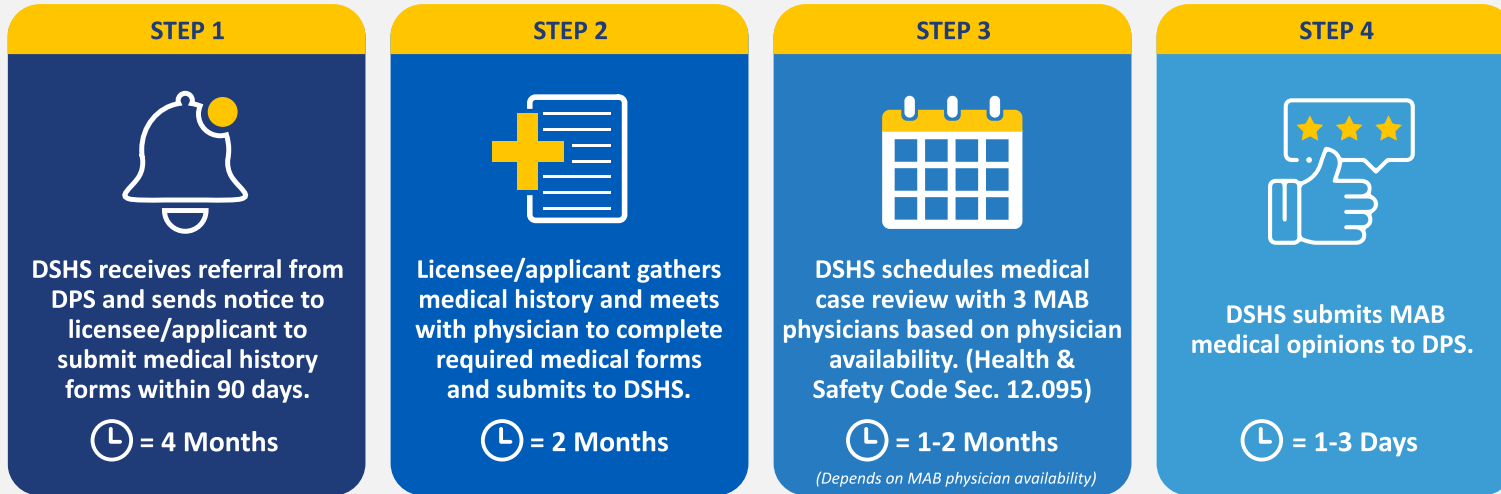 STEP 1
DSHS receives referral from
DPS and sends notice to
licensee/applicant to
submit medical history
forms within 90 days.
= 4 Months
STEP 2
Licensee/applicant gathers
medical history and meets
with physician to complete
required medical forms
and submits to DSHS.
= 2 Months
STEP 3
DSHS schedules medical
case review with 3 MAB
physicians based on physician
availability. (Health &
Safety Code Sec. 12.095)
= 1-2 Months
(Depends on MAB physician availability)
STEP 4
DSHS submits MAB
medical opinions to DPS.
= 1-3 Days